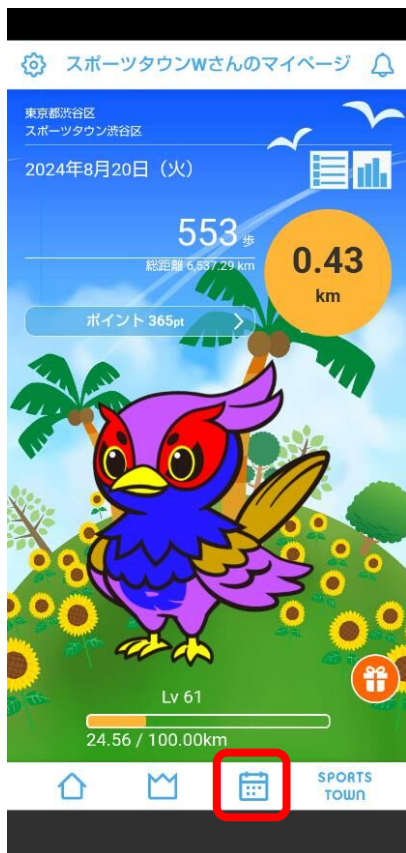 スポーツタウンWさんのマイページ
東京都渋谷区
スポーツタウン渋谷区
2024年8月20日（火）
553 歩
総距離 6,537.29 km
0.43
km
ポイント 365pt
Lv 61
24.56 / 100.00km
SPORTS
TOWN